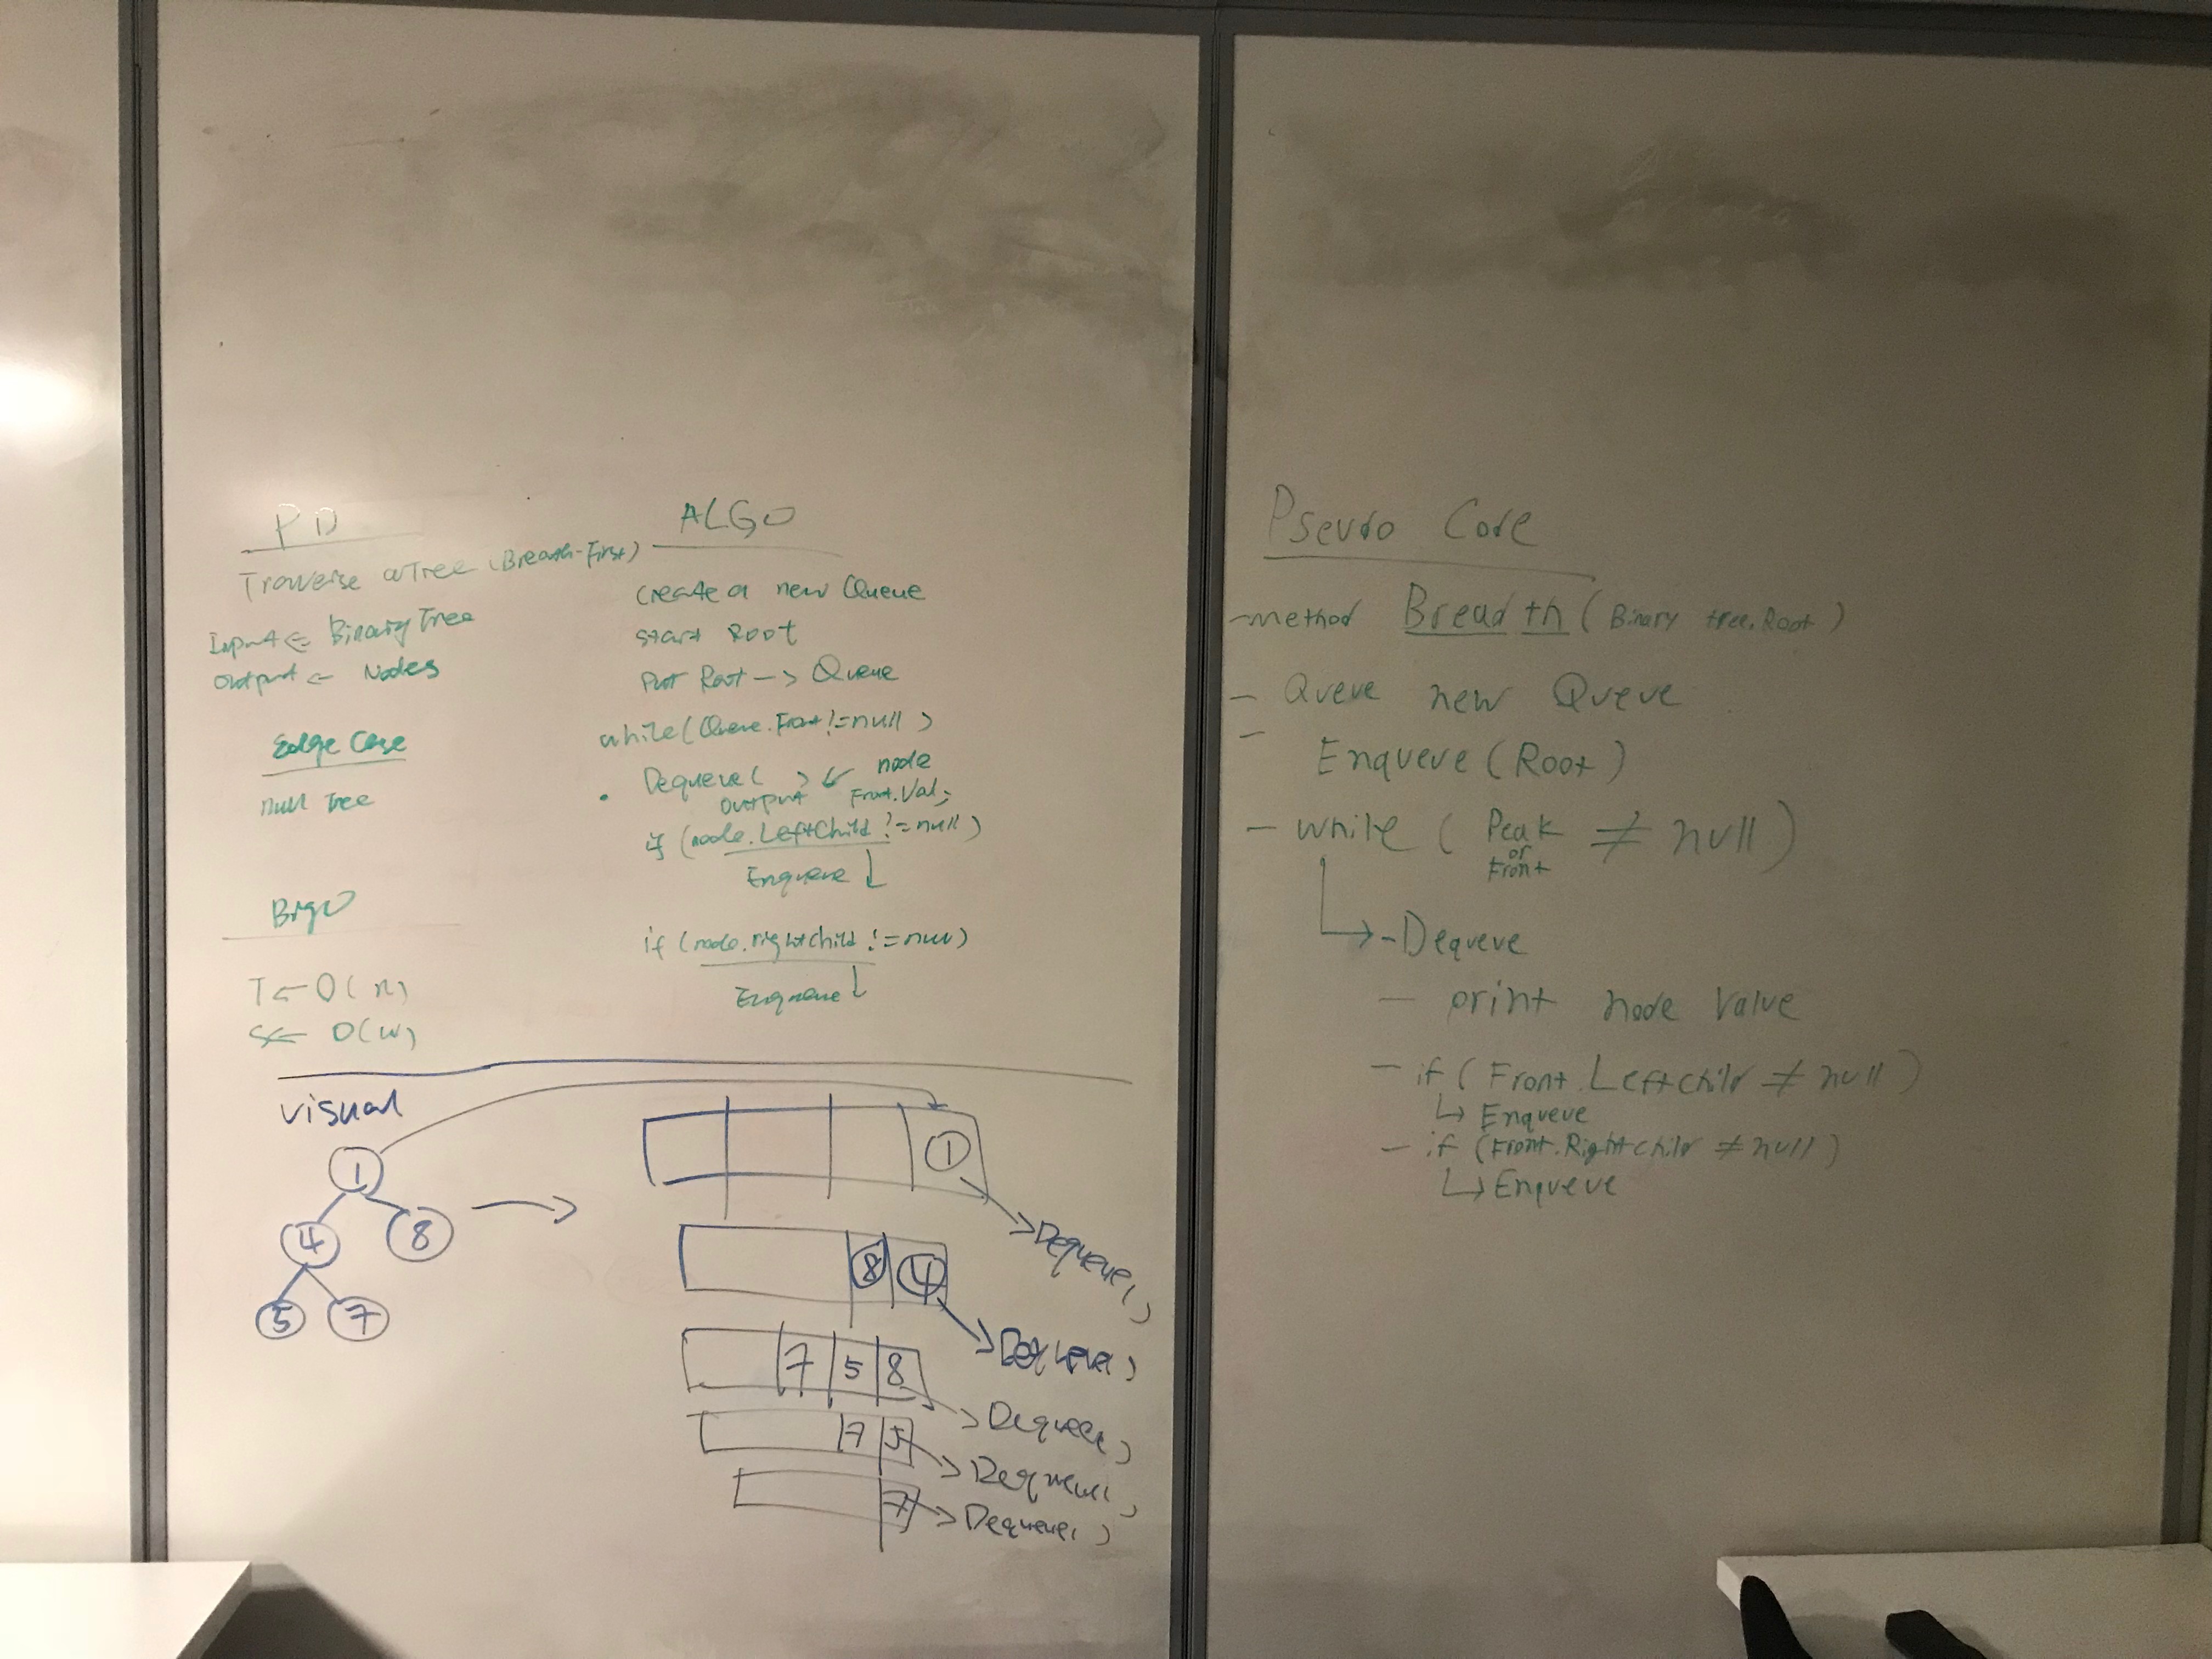 PD
Traverse a Tree (Breath-First)
Input <= Binary Tree
Output <- Nodes
Edge Case
null Tree
BigO
T <- O(n)
S <- O(w)
ALGO
create a new Queue
start Root
Put Root -> Queue
while(Queue.Front != null)
• Dequeue( ) <- node
output Front.Val;
if (node.LeftChild != null)
Enqueue ↓
if (node.rightChild != null)
Enqueue ↓
visual
1
4 8
5 7
1
Dequeue()
8 4
Dequeue()
7 5 8
Dequeue()
7 5
Dequeue()
7
Dequeue()
Pseudo Code
- method Breadth (Binary tree.Root)
- Queue new Queue
- Enqueue (Root)
- while ( Peak ≠ null )
or
Front
↳ - Dequeue
- print node Value
- if ( Front.LeftChild ≠ null )
↳ Enqueue
- if (Front.RightChild ≠ null)
↳ Enqueue